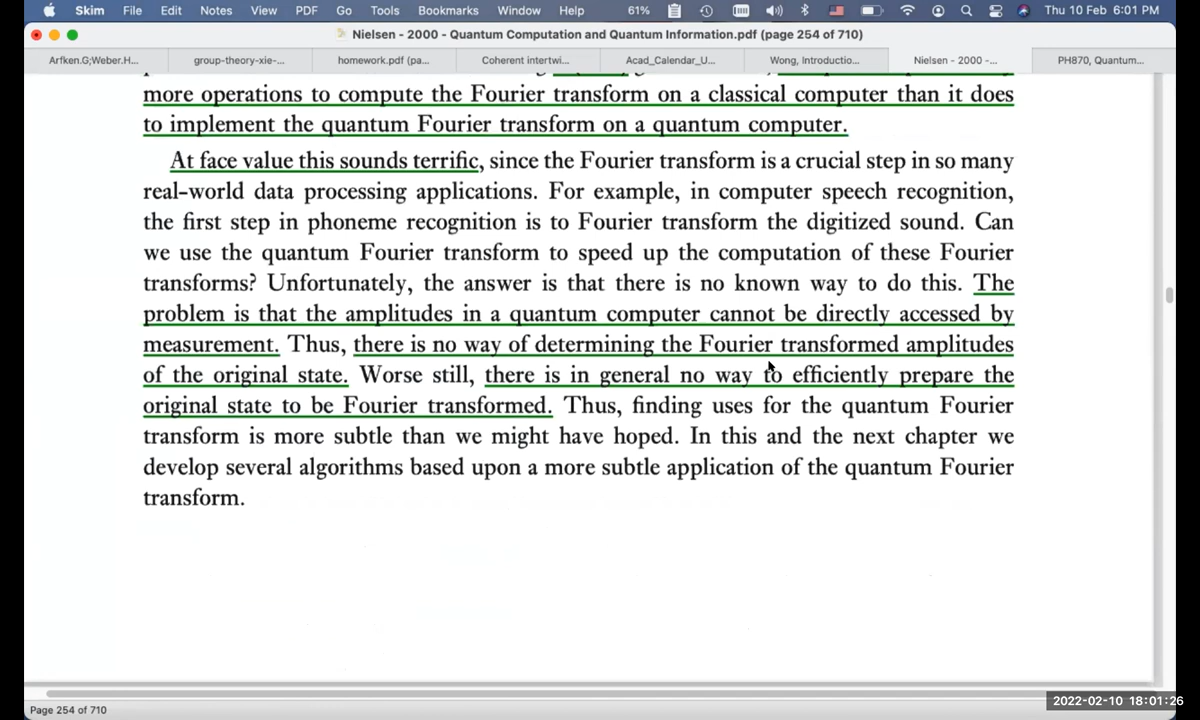 Skim File Edit Notes View PDF Go Tools Bookmarks Window Help 61% Thu 10 Feb 6:01 PM
Nielsen - 2000 - Quantum Computation and Quantum Information.pdf (page 254 of 710)
Arfken.G;Weber.H... group-theory-xie-... homework.pdf (pa... Coherent intertwi... Acad_Calendar_U... Wong, Introductio... Nielsen - 2000 -... PH870, Quantum...
more operations to compute the Fourier transform on a classical computer than it does
to implement the quantum Fourier transform on a quantum computer.
At face value this sounds terrific, since the Fourier transform is a crucial step in so many
real-world data processing applications. For example, in computer speech recognition,
the first step in phoneme recognition is to Fourier transform the digitized sound. Can
we use the quantum Fourier transform to speed up the computation of these Fourier
transforms? Unfortunately, the answer is that there is no known way to do this. The
problem is that the amplitudes in a quantum computer cannot be directly accessed by
measurement. Thus, there is no way of determining the Fourier transformed amplitudes
of the original state. Worse still, there is in general no way to efficiently prepare the
original state to be Fourier transformed. Thus, finding uses for the quantum Fourier
transform is more subtle than we might have hoped. In this and the next chapter we
develop several algorithms based upon a more subtle application of the quantum Fourier
transform.
2022-02-10 18:01:26
Page 254 of 710